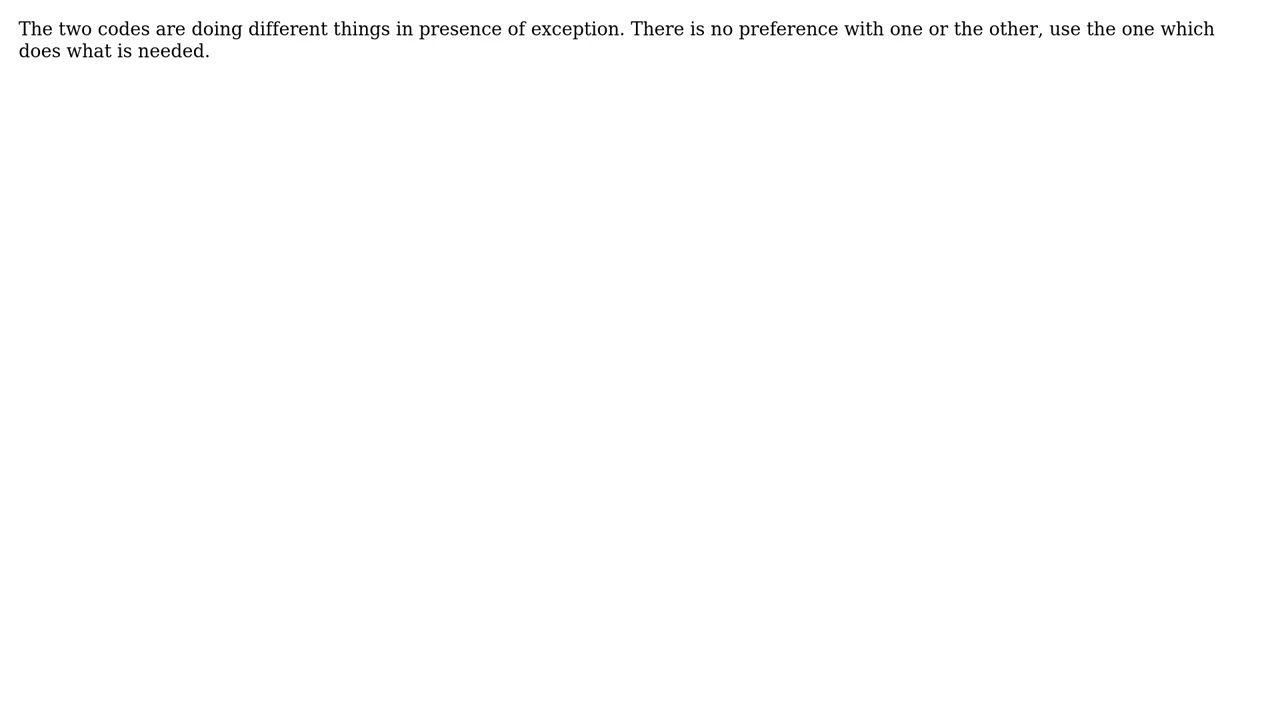 The two codes are doing different things in presence of exception. There is no preference with one or the other, use the one which
does what is needed.